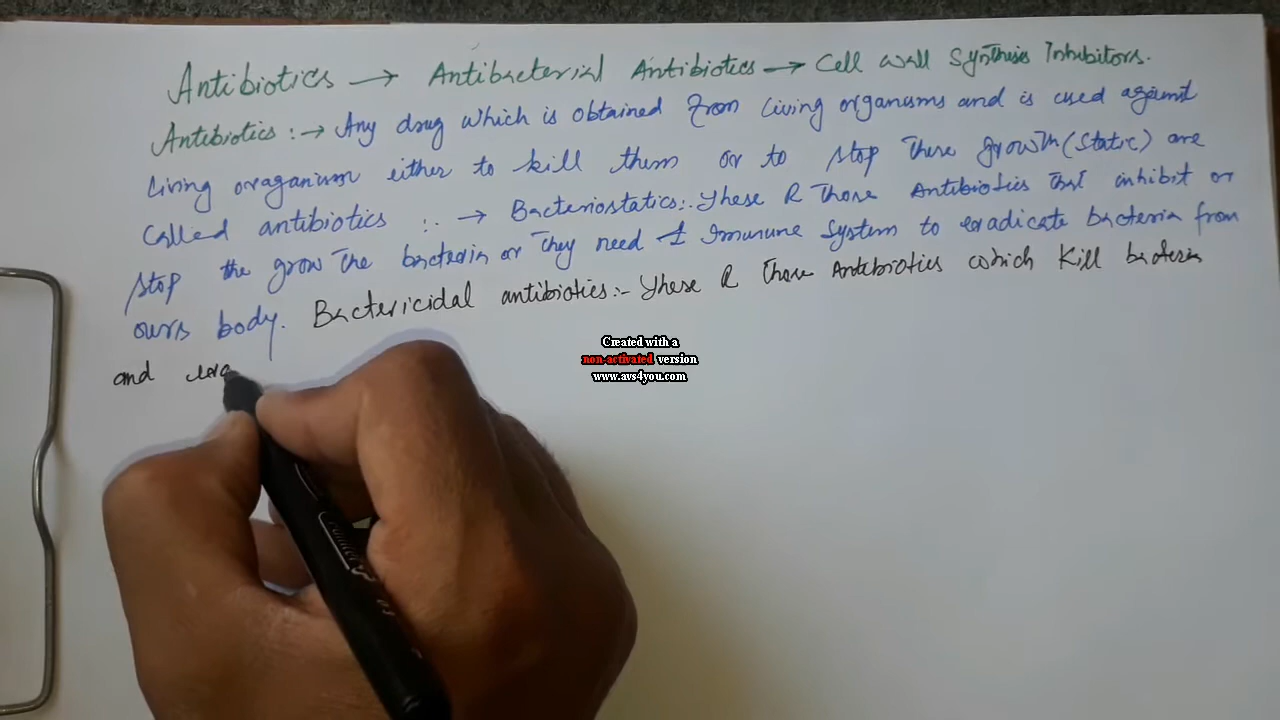 Antibiotics → Antibacterial Antibiotics → Cell wall Synthesis Inhibitors.
Antibiotics :→ Any drug which is obtained from living organisms and is used against
living oraganism either to kill them or to stop there growth (static) are
called antibiotics :. → Bacteriostatics:. These R Those Antibiotics that inhibit or
stop the grow the bacteria or They need I immune system to eradicate bacteria from
ours body. Bactericidal antibiotics:- These R Those Antibiotics which kill bacteria
and
Created with a
non-activated version
www.avs4you.com